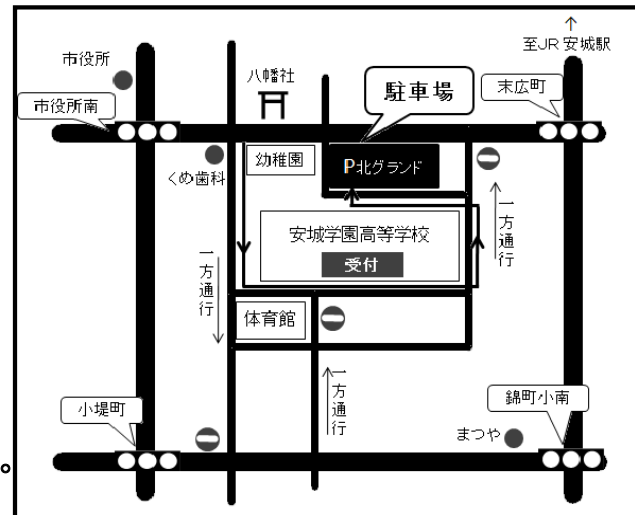 至JR 安城駅
市役所
八幡社
市役所南
駐車場
末広町
くめ歯科
幼稚園
P北グランド
一方通行
安城学園高等学校
受付
一方通行
体育館
一方通行
小堤町
錦町小南
まつや